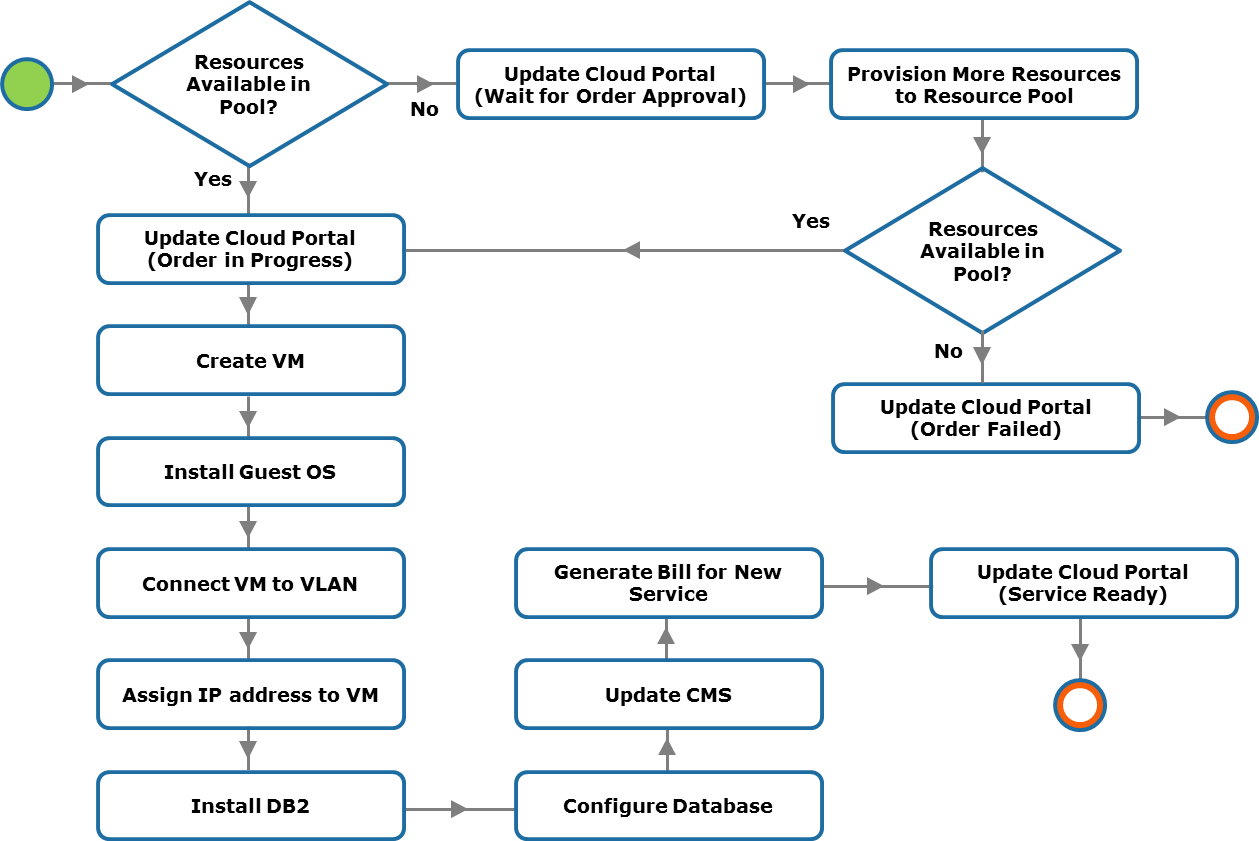 Resources
Available in
Pool?
No
Update Cloud Portal
(Wait for Order Approval)
Provision More Resources
to Resource Pool
Yes
Update Cloud Portal
(Order in Progress)
Yes
Resources
Available in
Pool?
Create VM
No
Update Cloud Portal
(Order Failed)
Install Guest OS
Connect VM to VLAN
Assign IP address to VM
Install DB2
Configure Database
Update CMS
Generate Bill for New
Service
Update Cloud Portal
(Service Ready)